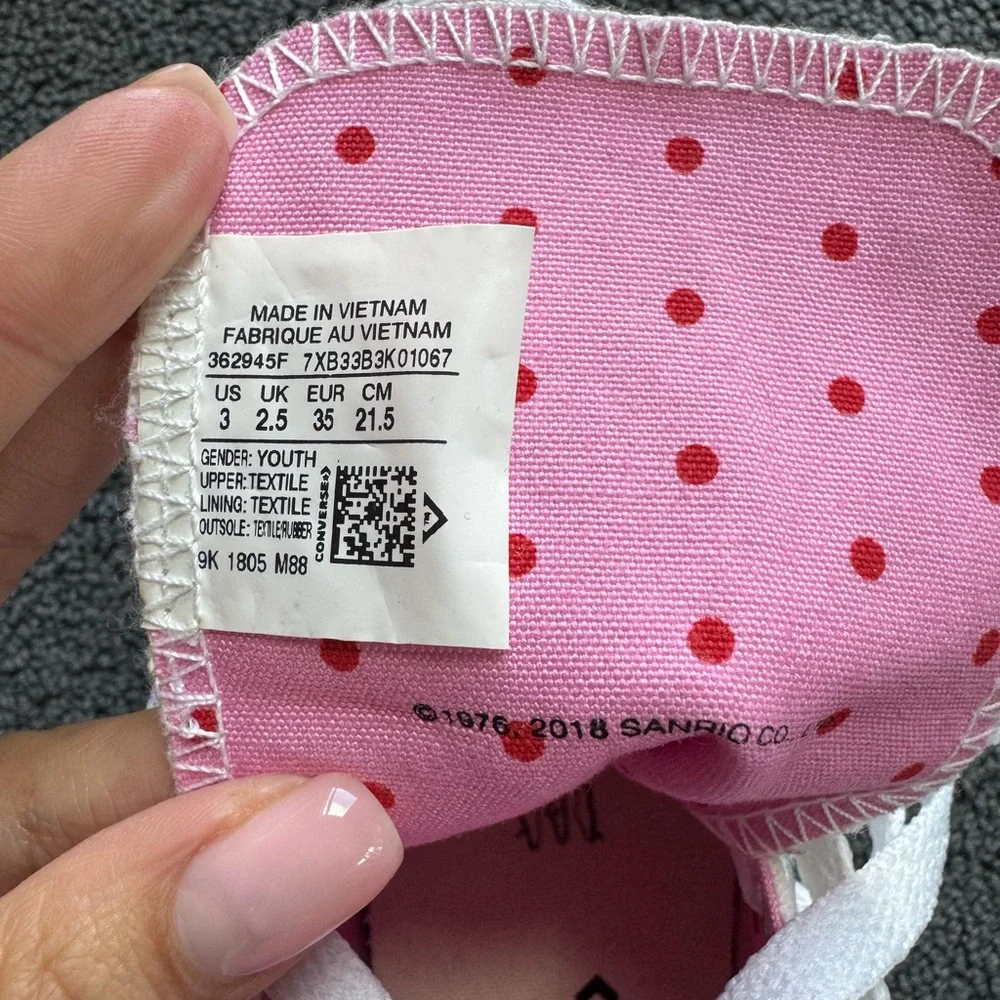 MADE IN VIETNAM
FABRIQUE AU VIETNAM
362945F 7XB33B3K01067
US UK EUR CM
3 2.5 35 21.5
GENDER: YOUTH
UPPER:TEXTILE
LINING: TEXTILE
OUTSOLE: TEXTILE/RUBBER
CONVERSE
™
9K 1805 M88
©1976, 2018 SANRIO CO.